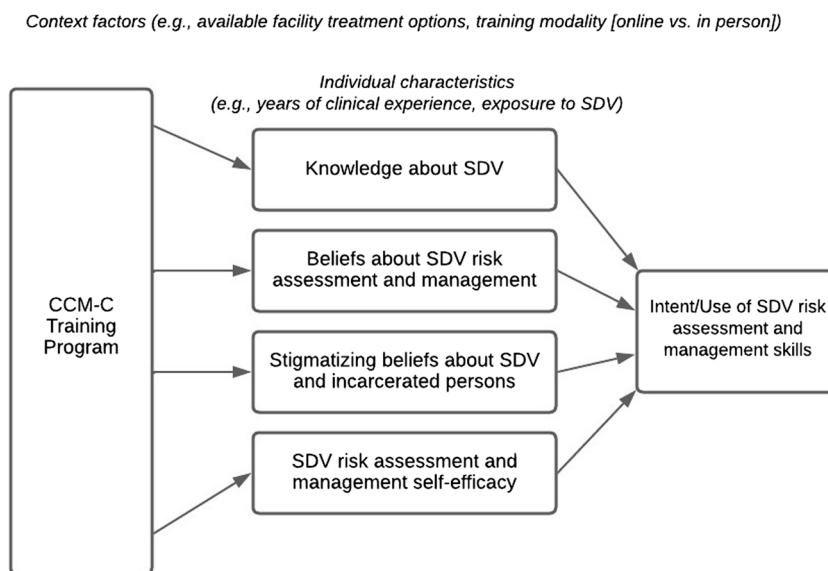 Context factors (e.g., available facility treatment options, training modality [online vs. in person])
Individual characteristics
(e.g., years of clinical experience, exposure to SDV)
CCM-C
Training
Program
Knowledge about SDV
Beliefs about SDV risk
assessment and management
Stigmatizing beliefs about SDV
and incarcerated persons
SDV risk assessment and
management self-efficacy
Intent/Use of SDV risk
assessment and
management skills